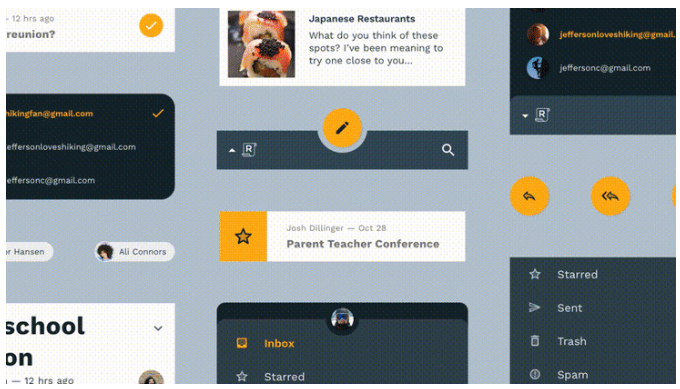 — 12 hrs ago
reunion?
hikingfan@gmail.com
jeffersonloveshiking@gmail.com
jeffersonc@gmail.com
Hansen
Ali Connors
school
on
— 12 hrs ago
Japanese Restaurants
What do you think of these
spots? I've been meaning to
try one close to you...
R
Josh Dillinger — Oct 28
Parent Teacher Conference
Inbox
Starred
jeffersonloveshiking@gmail.
jeffersonc@gmail.com
R
Starred
Sent
Trash
Spam